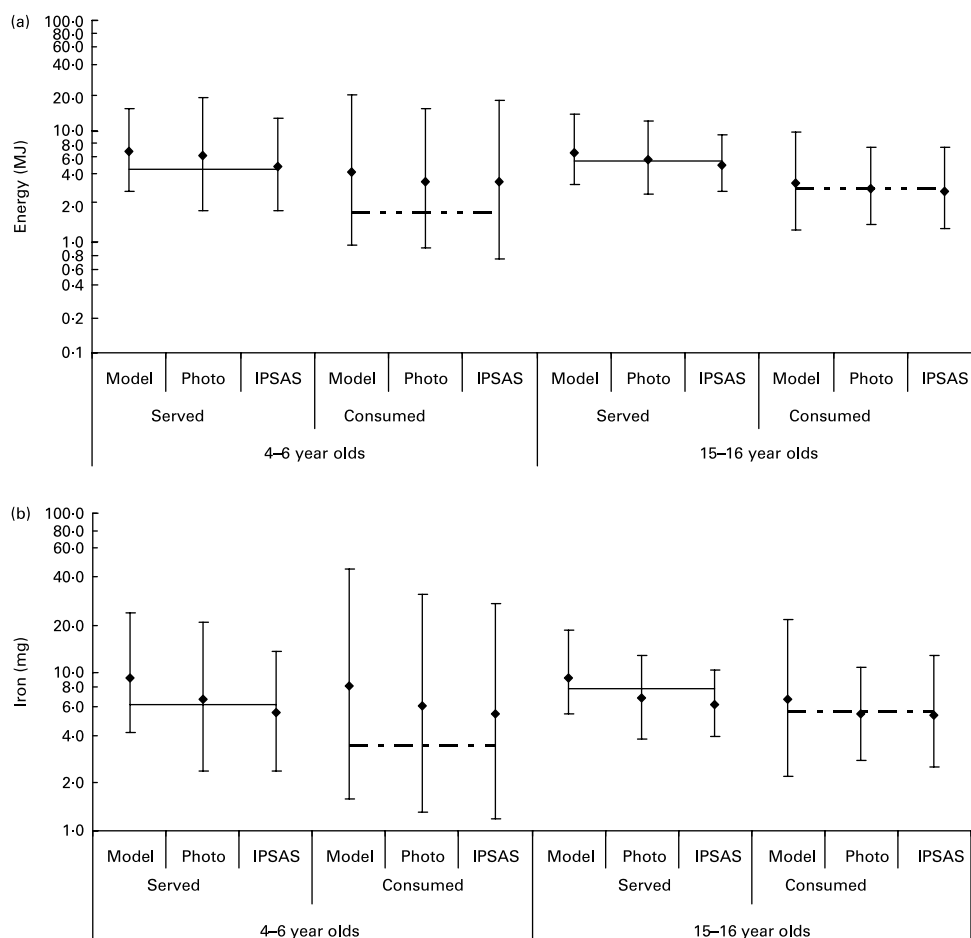 (a)
100·0
80·0
60·0
40·0
20·0
10·0
8·0
6·0
4·0
2·0
1·0
0·8
0·6
0·4
0·2
0·1
Energy (MJ)
Model Photo IPSAS Model Photo IPSAS Model Photo IPSAS Model Photo IPSAS
Served Consumed Served Consumed
4–6 year olds 15–16 year olds
(b)
100·0
80·0
60·0
40·0
20·0
10·0
8·0
6·0
4·0
2·0
1·0
Iron (mg)
Model Photo IPSAS Model Photo IPSAS Model Photo IPSAS Model Photo IPSAS
Served Consumed Served Consumed
4–6 year olds 15–16 year olds